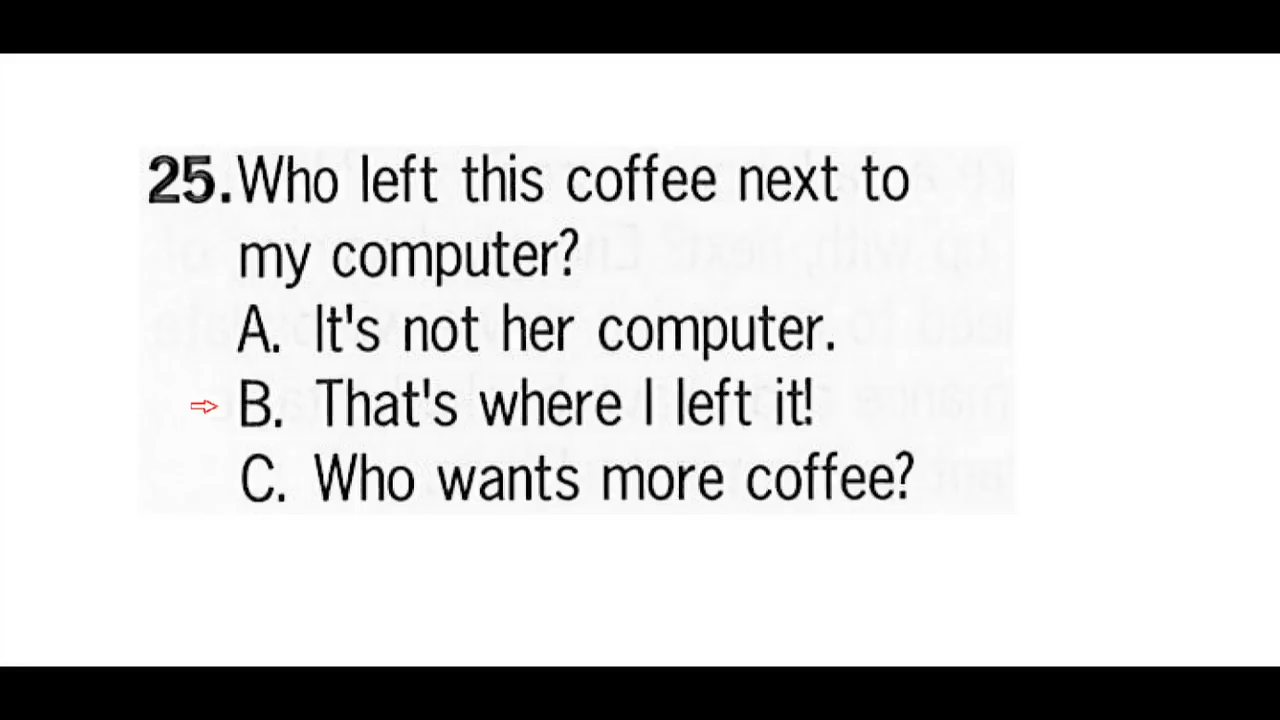 25. Who left this coffee next to
my computer?
A. It's not her computer.
B. That's where I left it!
C. Who wants more coffee?